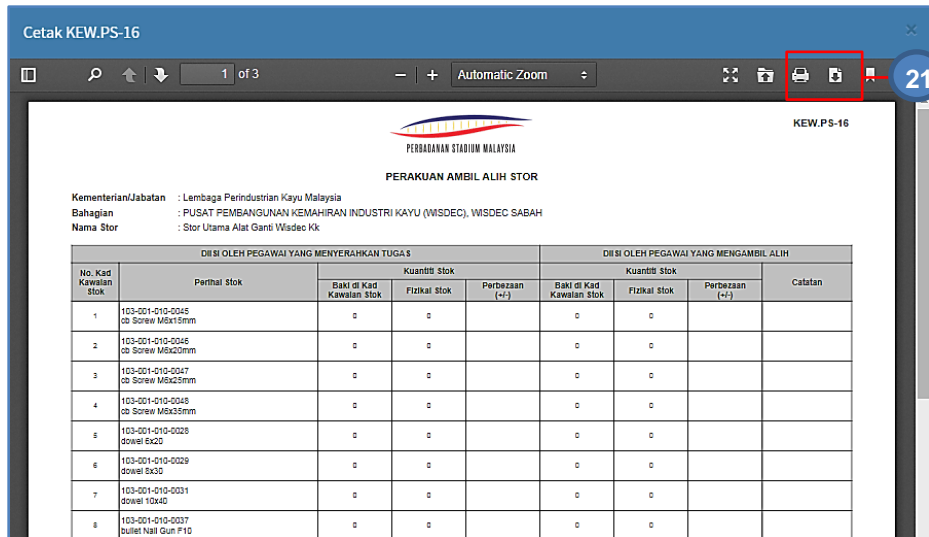 Cetak KEW.PS-16
×
1 of 3
− + Automatic Zoom
21
KEW.PS-16
PERBADANAN STADIUM MALAYSIA
PERAKUAN AMBIL ALIH STOR
Kementerian/Jabatan : Lembaga Perindustrian Kayu Malaysia
Bahagian : PUSAT PEMBANGUNAN KEMAHIRAN INDUSTRI KAYU (WISDEC), WISDEC SABAH
Nama Stor : Stor Utama Alat Ganti Wisdec Kk
DIISI OLEH PEGAWAI YANG MENYERAHKAN TUGAS DIISI OLEH PEGAWAI YANG MENGAMBIL ALIH
No. Kad Kawalan Stok Perihal Stok Kuantiti Stok Kuantiti Stok Catatan
Baki di Kad Kawalan Stok Fizikal Stok Perbezaan (+/-) Baki di Kad Kawalan Stok Fizikal Stok Perbezaan (+/-)
1 103-001-010-0045 0 0 0 0
cb Screw M6x15mm
2 103-001-010-0046 0 0 0 0
cb Screw M6x20mm
3 103-001-010-0047 0 0 0 0
cb Screw M6x25mm
4 103-001-010-0048 0 0 0 0
cb Screw M6x35mm
5 103-001-010-0028 0 0 0 0
dowel 6x20
6 103-001-010-0029 0 0 0 0
dowel 8x30
7 103-001-010-0031 0 0 0 0
dowel 10x40
8 103-001-010-0037 0 0 0 0
bullet Nail Gun F10